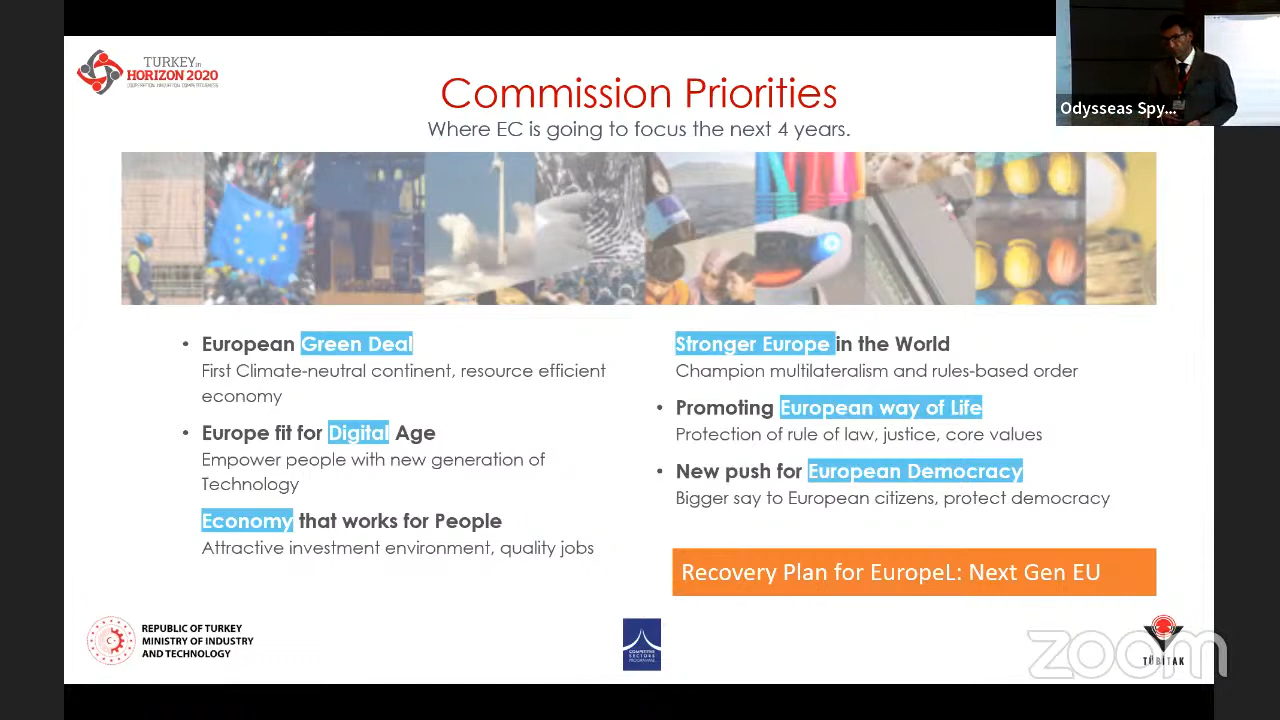 TURKEY in
HORIZON 2020
Odysseas Spy...
Commission Priorities
Where EC is going to focus the next 4 years.
• European Green Deal
First Climate-neutral continent, resource efficient
economy
• Europe fit for Digital Age
Empower people with new generation of
Technology
Economy that works for People
Attractive investment environment, quality jobs
Stronger Europe in the World
Champion multilateralism and rules-based order
• Promoting European way of Life
Protection of rule of law, justice, core values
• New push for European Democracy
Bigger say to European citizens, protect democracy
Recovery Plan for EuropeL: Next Gen EU
REPUBLIC OF TURKEY
MINISTRY OF INDUSTRY
AND TECHNOLOGY
COMPETITIVE
SECTORS
PROGRAMME
TÜBİTAK
zoom